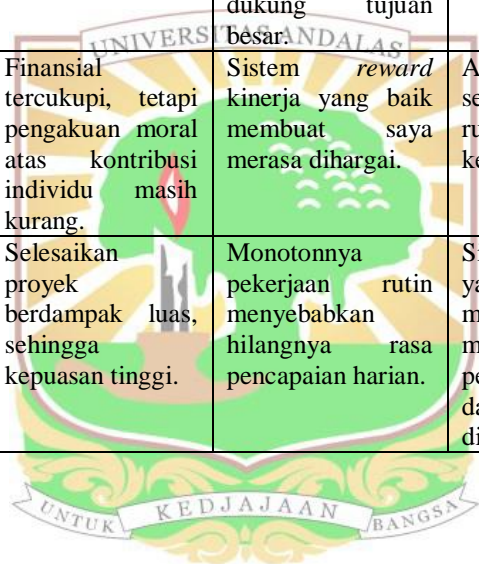 dukung tujuan
besar.
UNIVERSITAS ANDALAS
Finansial
tercukupi, tetapi
pengakuan moral
atas kontribusi
individu masih
kurang.
Sistem reward
kinerja yang baik
membuat saya
merasa dihargai.
Selesaikan
proyek
berdampak luas,
sehingga
kepuasan tinggi.
Monotonnya
pekerjaan rutin
menyebabkan
hilangnya rasa
pencapaian harian.
UNTUK KEDJAJAAN BANGSA